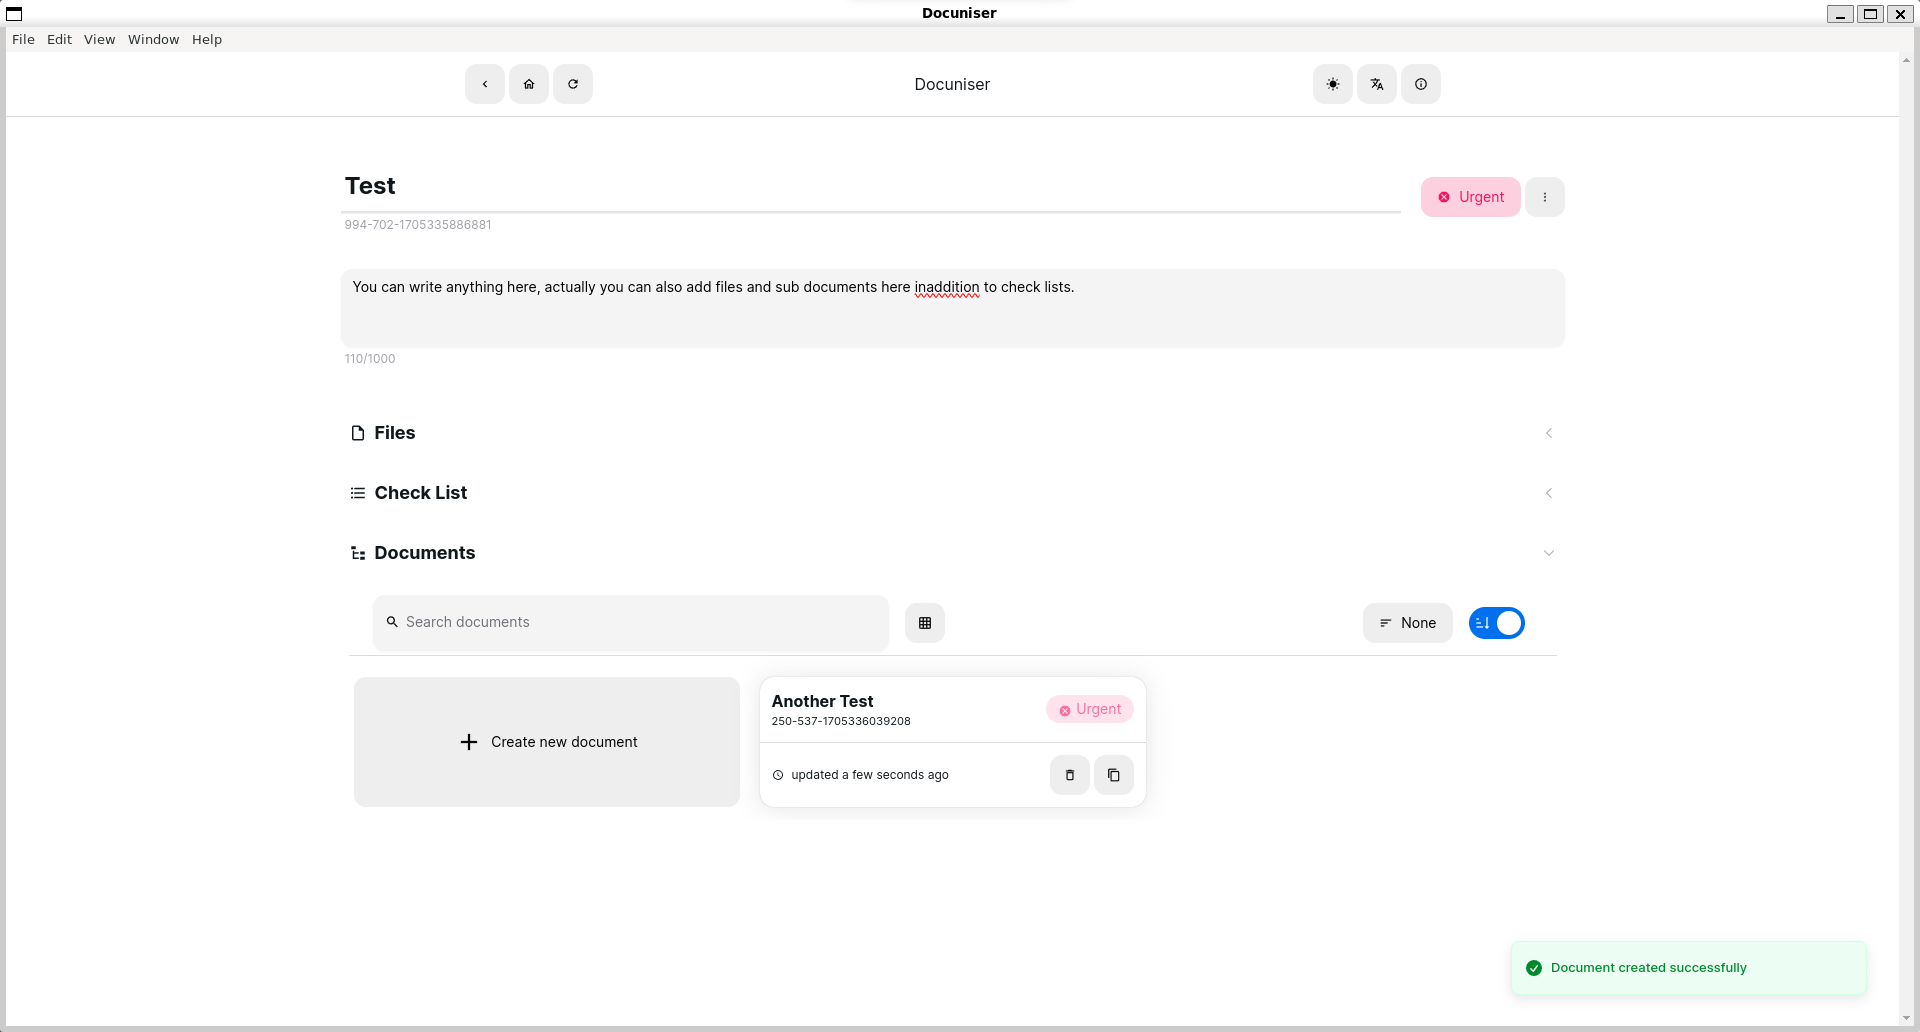 Docuniser
File Edit View Window Help
Docuniser
Test
Urgent
994-702-1705335886881
You can write anything here, actually you can also add files and sub documents here inaddition to check lists.
110/1000
Files
Check List
Documents
Search documents
None
Create new document
Another Test
250-537-1705336039208
Urgent
updated a few seconds ago
Document created successfully